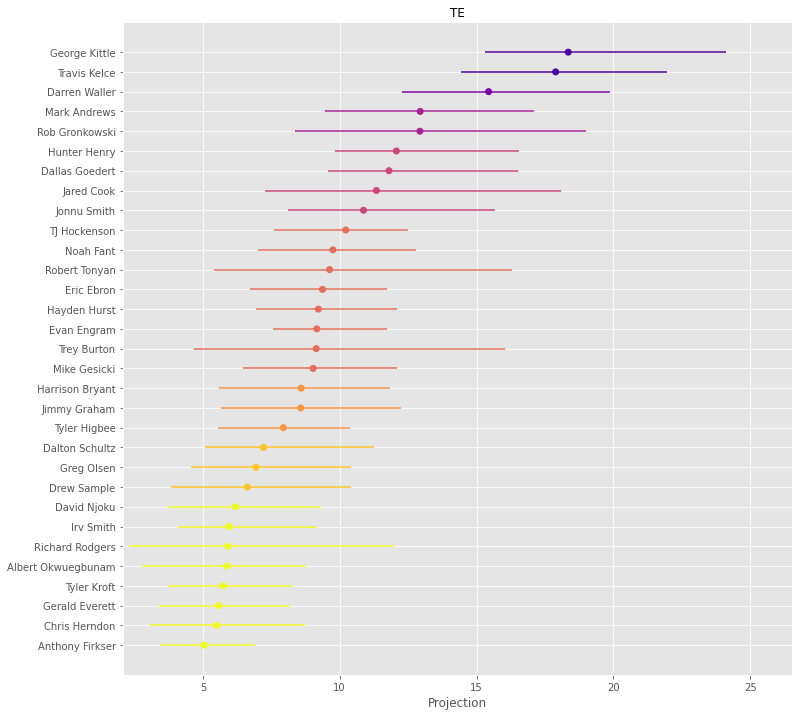 TE
George Kittle
Travis Kelce
Darren Waller
Mark Andrews
Rob Gronkowski
Hunter Henry
Dallas Goedert
Jared Cook
Jonnu Smith
TJ Hockenson
Noah Fant
Robert Tonyan
Eric Ebron
Hayden Hurst
Evan Engram
Trey Burton
Mike Gesicki
Harrison Bryant
Jimmy Graham
Tyler Higbee
Dalton Schultz
Greg Olsen
Drew Sample
David Njoku
Irv Smith
Richard Rodgers
Albert Okwuegbunam
Tyler Kroft
Gerald Everett
Chris Herndon
Anthony Firkser
5 10 15 20 25
Projection